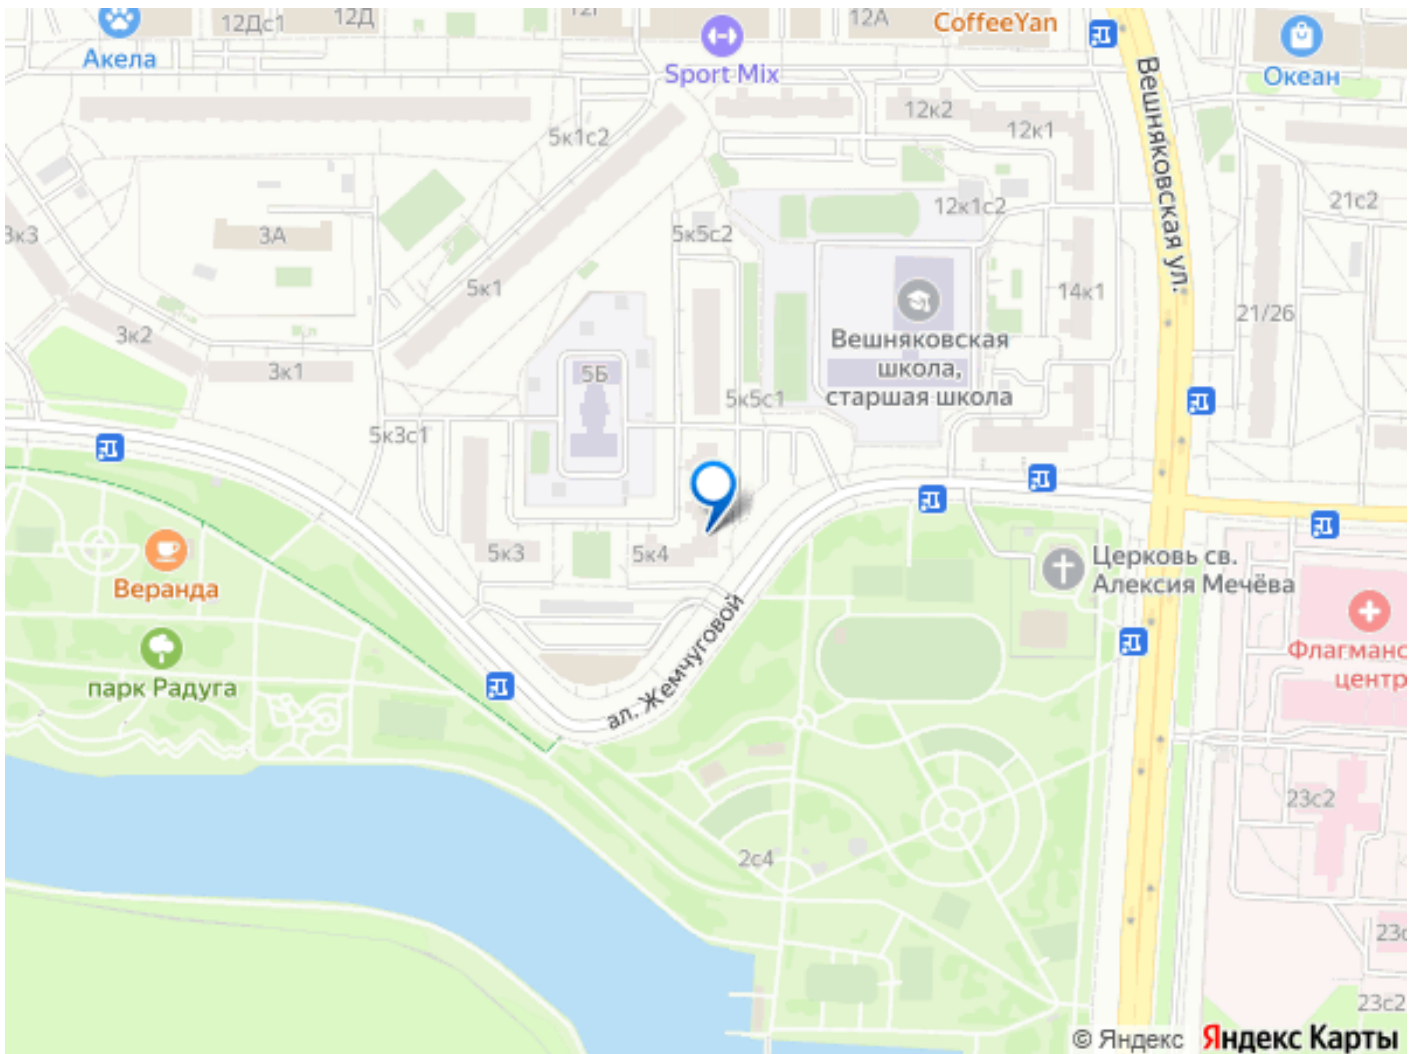 12Дс1
12Д
12А
CoffeeYan
Акела
Sport Mix
Океан
Вешняковская ул.
5к1с2
12к2
12к1
12к1с2
21с2
3к3
3А
5к5с2
5к1
14к1
21/26
3к2
3к1
5Б
Вешняковская
школа,
старшая школа
5к5с1
5к3с1
5к3
5к4
Веранда
парк Радуга
ал. Жемчуговой
Церковь св.
Алексия Мечёва
центр
23с2
2с4
23с2
© Яндекс Яндекс Карты